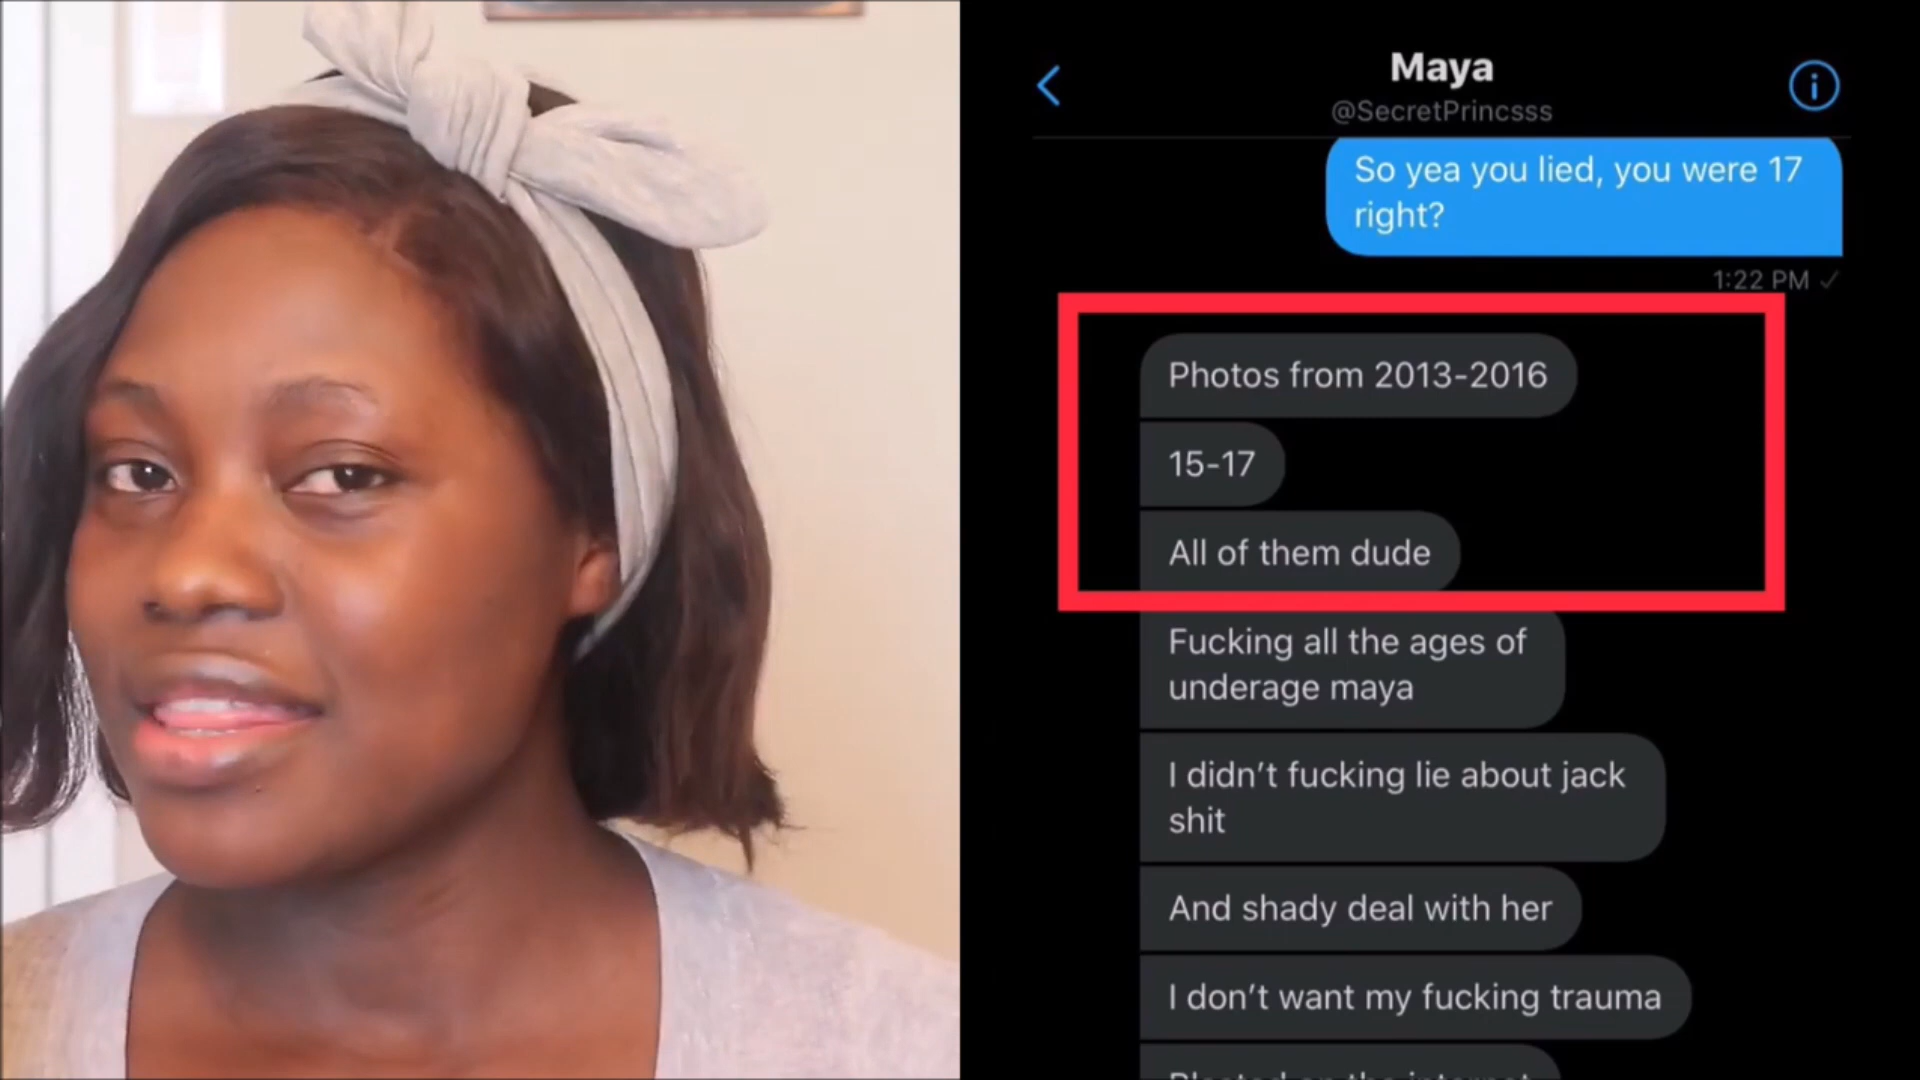 Maya
@SecretPrincsss
So yea you lied, you were 17
right?
1:22 PM ✓
Photos from 2013-2016
15-17
All of them dude
Fucking all the ages of
underage maya
I didn't fucking lie about jack
shit
And shady deal with her
I don't want my fucking trauma